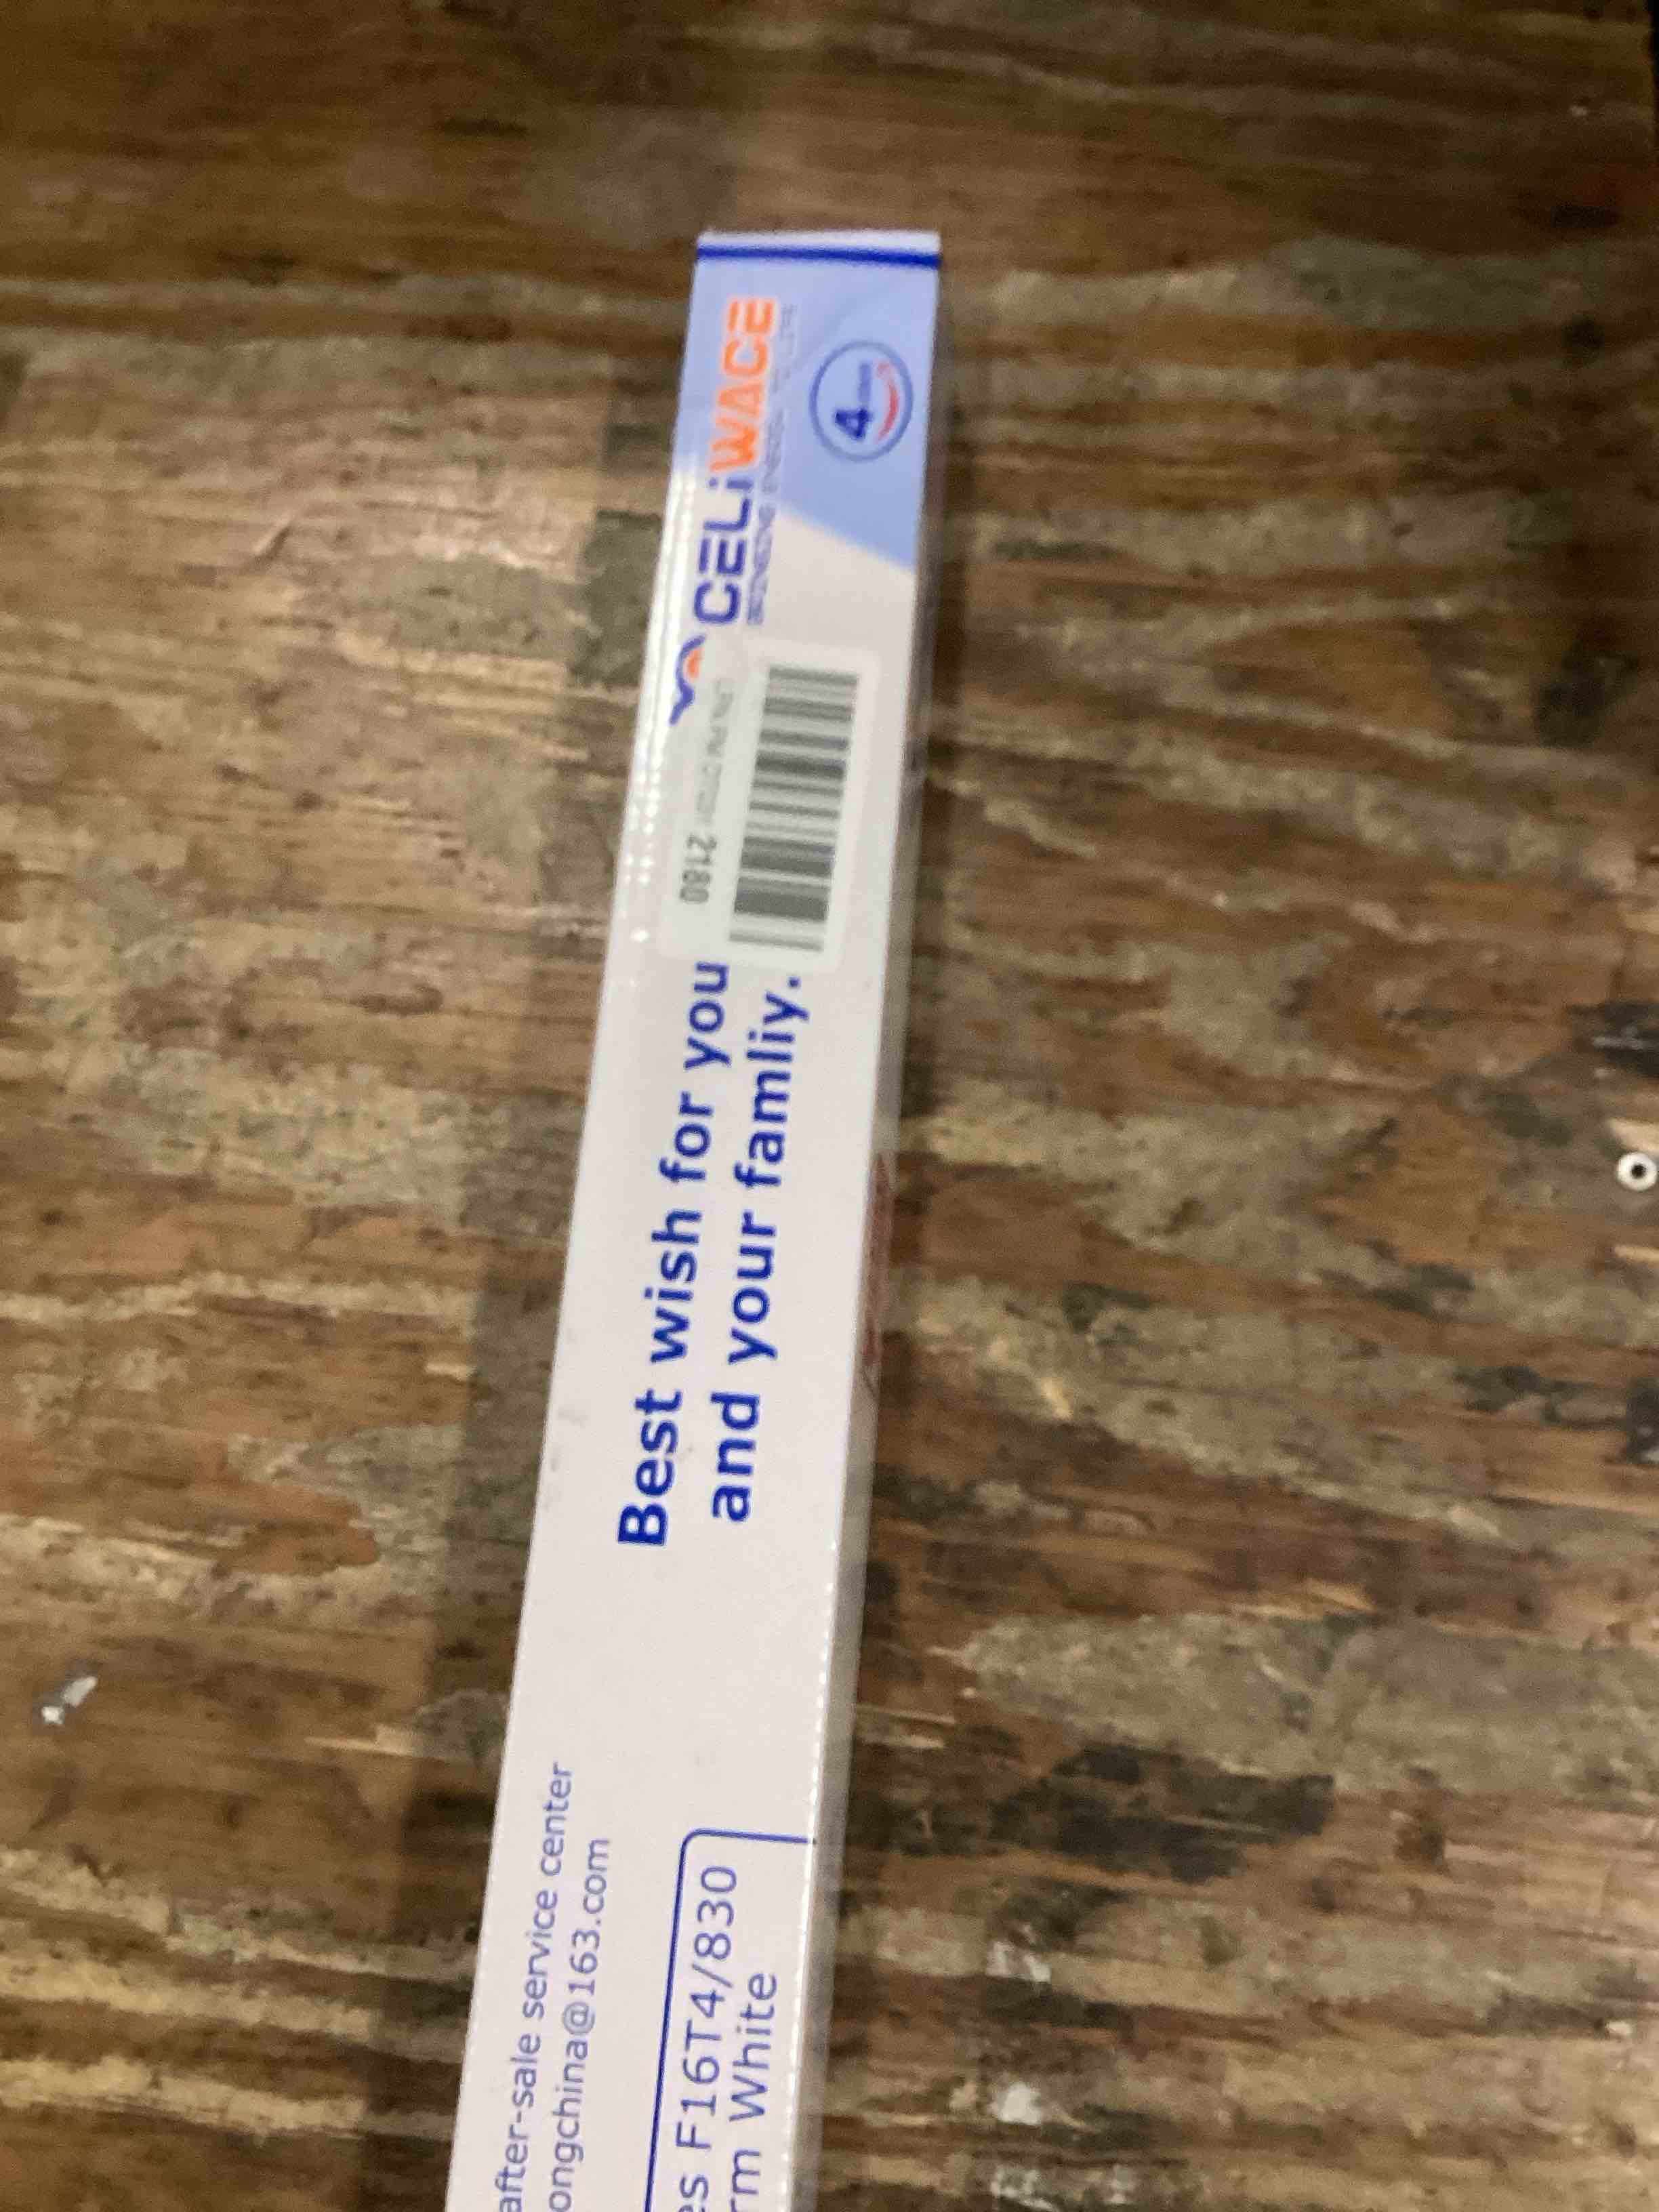 CELiWACE
4
2180
Best wish for you
and your famliy.
after-sale service center
ongchina@163.com
es F16T4/830
rm White